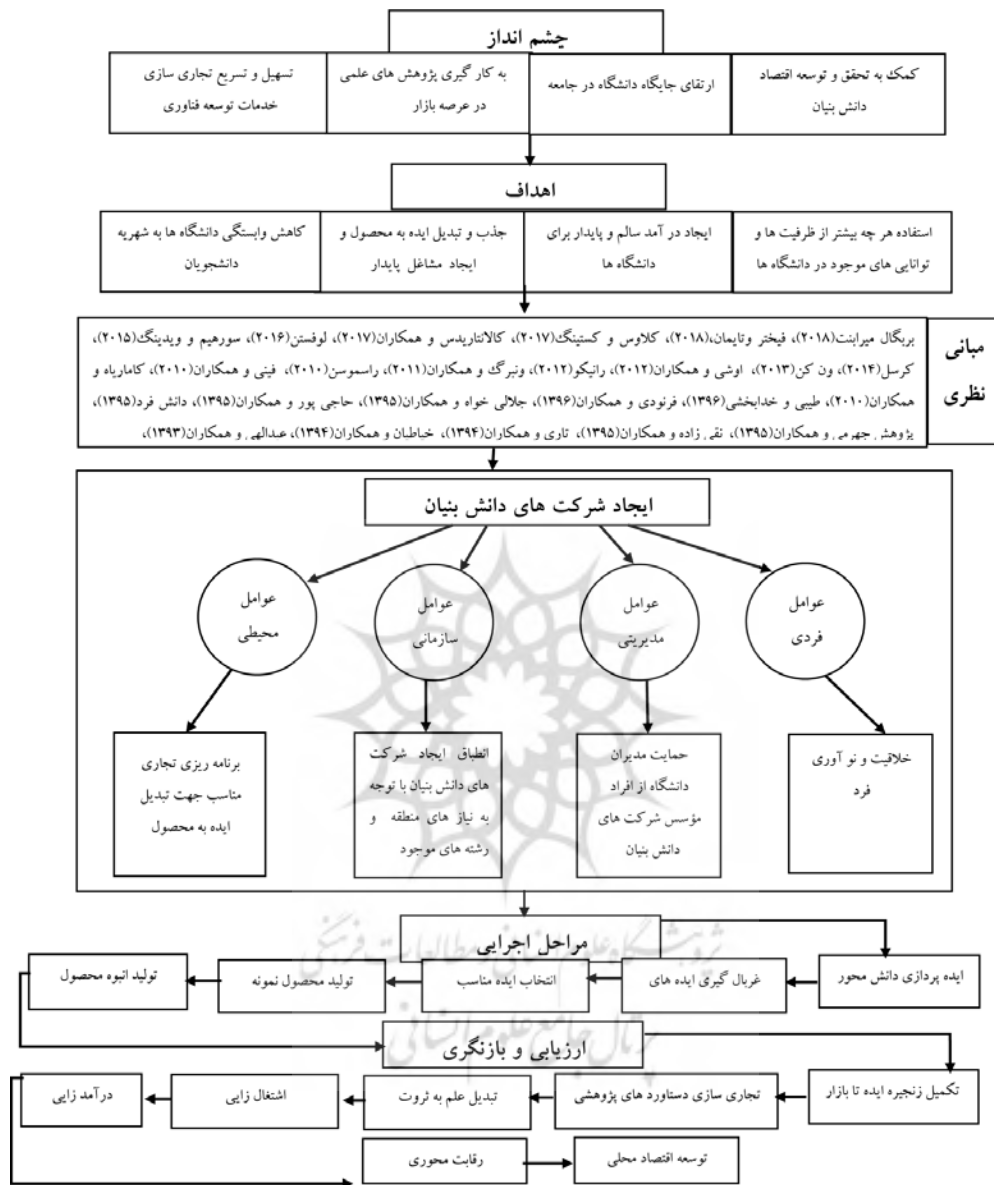 چشم انداز
کمک به تحقق و توسعه اقتصاد
دانش بنیان
ارتقای جایگاه دانشگاه در جامعه
به کار گیری پژوهش های علمی
در عرصه بازار
تسهیل و تسریع تجاری سازی
خدمات توسعه فناوری
اهداف
استفاده هر چه بیشتر از ظرفیت ها و
توانایی های موجود در دانشگاه ها
ایجاد در آمد سالم و پایدار برای
دانشگاه ها
جذب و تبدیل ایده به محصول و
ایجاد مشاغل پایدار
کاهش وابستگی دانشگاه ها به شهریه
دانشجویان
مبانی
نظری
بربگال میرابنت(۲۰۱۸)، فیختر وتایمان،(۲۰۱۸)، کلاوس و کستینگ(۲۰۱۷)، کالانتاریدس و همکاران(۲۰۱۷)، لوفستن(۲۰۱۶)، سورهیم و ویدینگ(۲۰۱۵)،
کرسل(۲۰۱۴)، ون کن(۲۰۱۳)، اوشی و همکاران(۲۰۱۲)، رانیکو(۲۰۱۲)، ونبرگ و همکاران(۲۰۱۱)، راسموسن(۲۰۱۰)، فینی و همکاران(۲۰۱۰)، کاماریاه و
همکاران(۲۰۱۰)، طیبی و خدابخشی(۱۳۹۶)، فرنودی و همکاران(۱۳۹۶)، جلالی خواه و همکاران(۱۳۹۵)، حاجی پور و همکاران(۱۳۹۵)، دانش فرد(۱۳۹۵)،
پژوهش جهرمی و همکاران(۱۳۹۵)، نقی زاده و همکاران(۱۳۹۵)، تاری و همکاران(۱۳۹۴)، خیاطیان و همکاران(۱۳۹۴)، عبدالهی و همکاران(۱۳۹۳)،
ایجاد شرکت های دانش بنیان
عوامل
فردی
عوامل
مدیریتی
عوامل
سازمانی
عوامل
محیطی
خلاقیت و نو آوری
فرد
حمایت مدیران
دانشگاه از افراد
مؤسس شرکت های
دانش بنیان
انطباق ایجاد شرکت
های دانش بنیان با توجه
به نیاز های منطقه و
رشته های موجود
برنامه ریزی تجاری
مناسب جهت تبدیل
ایده به محصول
مراحل اجرایی
پژوهشگاه علوم انسانی و مطالعات فرهنگی
ایده پردازی دانش محور
غربال گیری ایده های
انتخاب ایده مناسب
تولید محصول نمونه
تولید انبوه محصول
پرتال جامع علوم انسانی
ارزیابی و بازنگری
تکمیل زنجیره ایده تا بازار
تجاری سازی دستاورد های پژوهشی
تبدیل علم به ثروت
اشتغال زایی
درآمد زایی
رقابت محوری
توسعه اقتصاد محلی